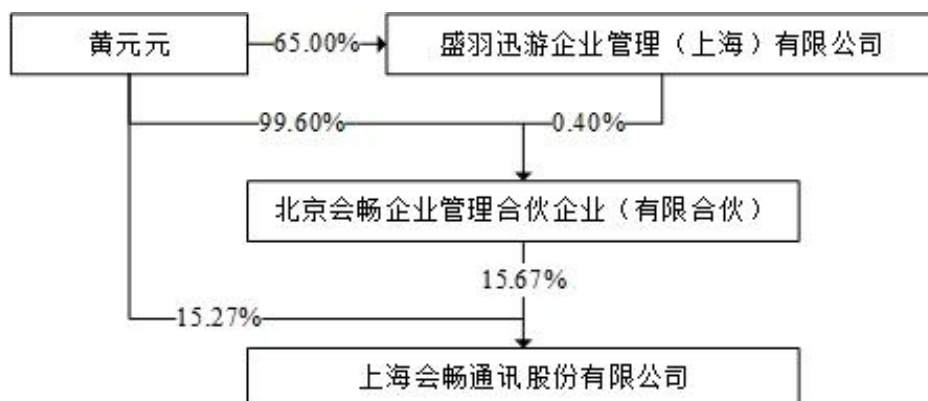 黄元元
65.00%
盛羽迅游企业管理（上海）有限公司
99.60%
0.40%
北京会畅企业管理合伙企业（有限合伙）
15.67%
15.27%
上海会畅通讯股份有限公司